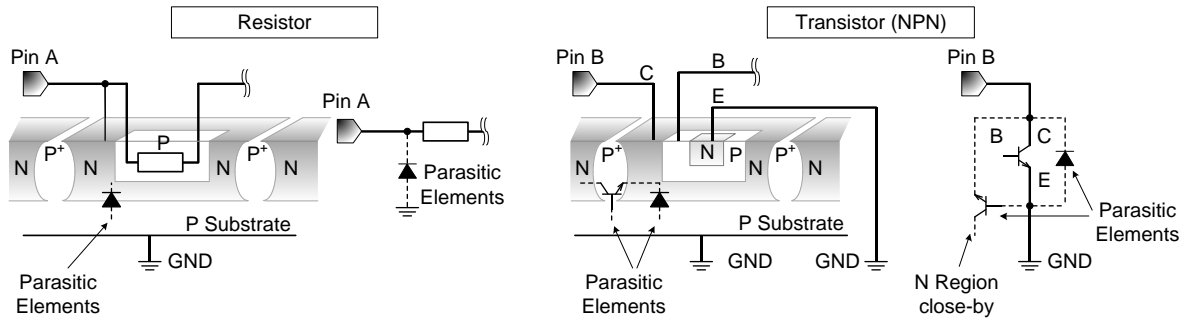 Resistor
Transistor (NPN)
Pin A
Pin B
C
B
E
Pin B
Pin A
N
P+
N
P
P+
N
N
Parasitic
Elements
N
P+
N
N
P
P+
N
N
B
C
E
P Substrate
GND
Parasitic
Elements
P Substrate
GND
GND
Parasitic
Elements
Parasitic
Elements
GND
N Region
close-by